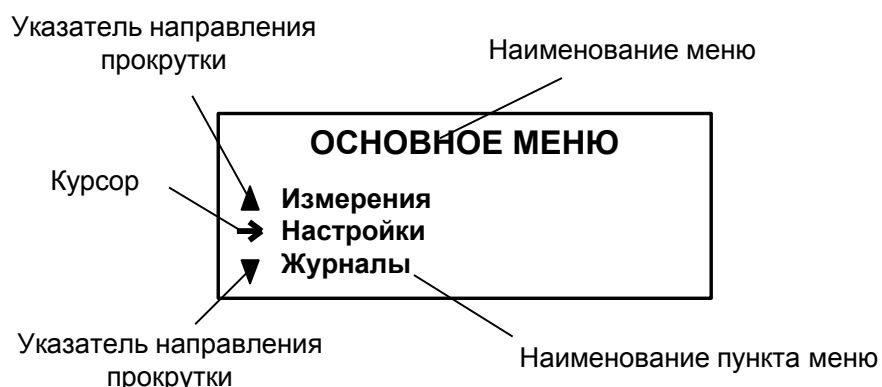 Указатель направления
прокрутки
Наименование меню
ОСНОВНОЕ МЕНЮ
Курсор
Измерения
Настройки
Журналы
Указатель направления
прокрутки
Наименование пункта меню